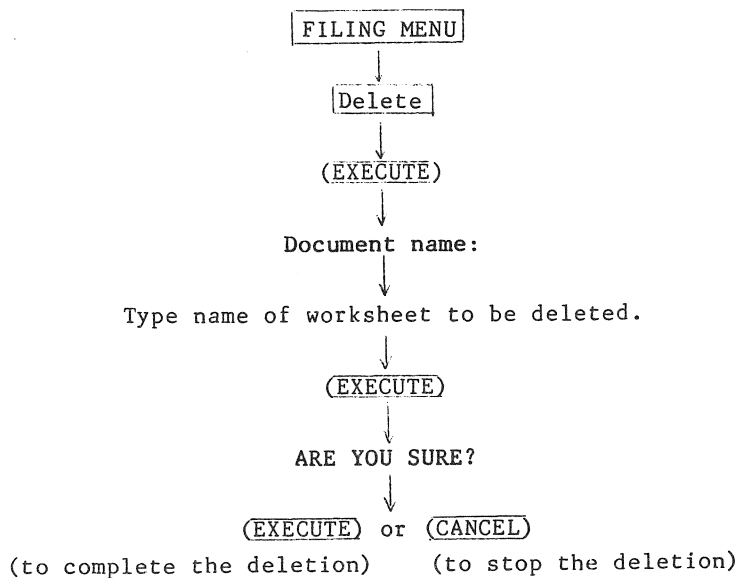 FILING MENU
Delete
(EXECUTE)
Document name:
Type name of worksheet to be deleted.
(EXECUTE)
ARE YOU SURE?
(EXECUTE) or (CANCEL)
(to complete the deletion) (to stop the deletion)